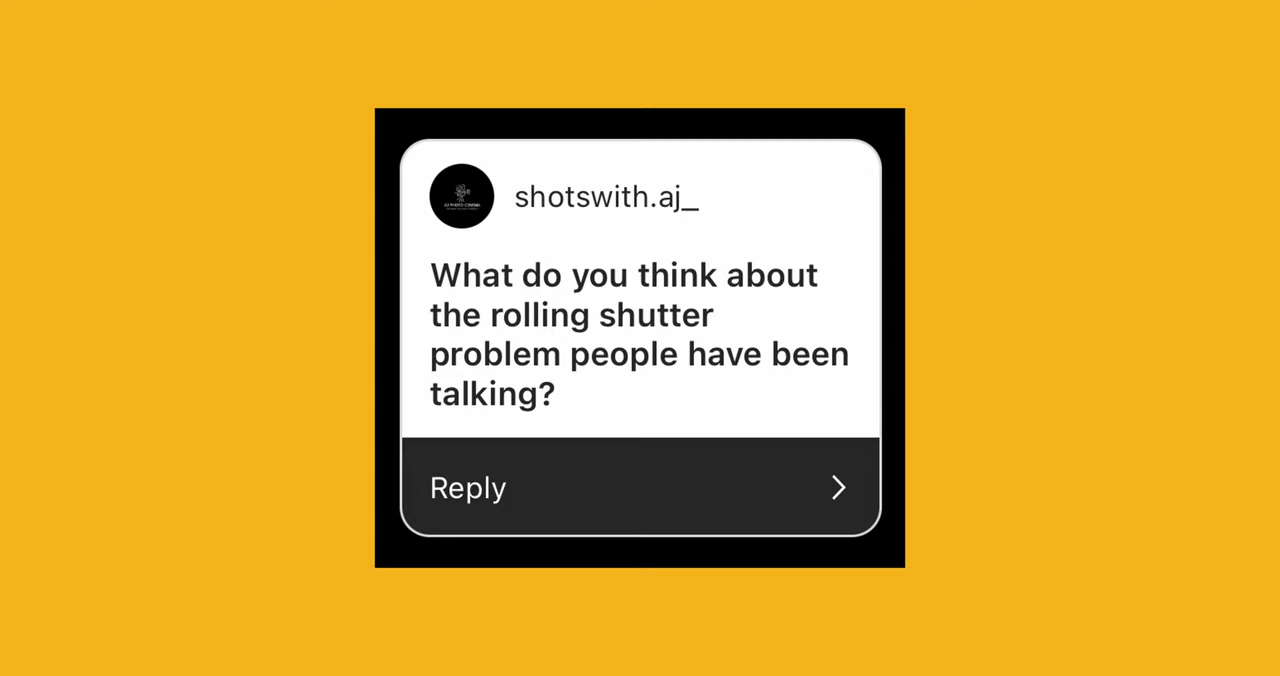 shotswith.aj_
What do you think about
the rolling shutter
problem people have been
talking?
Reply